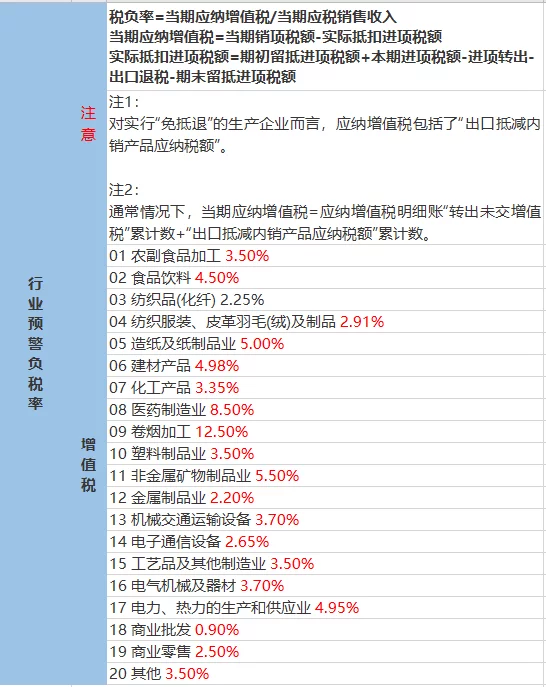 税负率=当期应纳增值税/当期应税销售收入
当期应纳增值税=当期销项税额-实际抵扣进项税额
实际抵扣进项税额=期初留抵进项税额+本期进项税额-进项转出-
出口退税-期末留抵进项税额
注意
注1:
对实行“免抵退”的生产企业而言，应纳增值税包括了“出口抵减内
销产品应纳税额”。
注2:
通常情况下，当期应纳增值税=应纳增值税明细账“转出未交增值
税”累计数+“出口抵减内销产品应纳税额”累计数。
行业预警负税率
增值税
01 农副食品加工 3.50%
02 食品饮料 4.50%
03 纺织品(化纤) 2.25%
04 纺织服装、皮革羽毛(绒)及制品 2.91%
05 造纸及纸制品业 5.00%
06 建材产品 4.98%
07 化工产品 3.35%
08 医药制造业 8.50%
09 卷烟加工 12.50%
10 塑料制品业 3.50%
11 非金属矿物制品业 5.50%
12 金属制品业 2.20%
13 机械交通运输设备 3.70%
14 电子通信设备 2.65%
15 工艺品及其他制造业 3.50%
16 电气机械及器材 3.70%
17 电力、热力的生产和供应业 4.95%
18 商业批发 0.90%
19 商业零售 2.50%
20 其他 3.50%